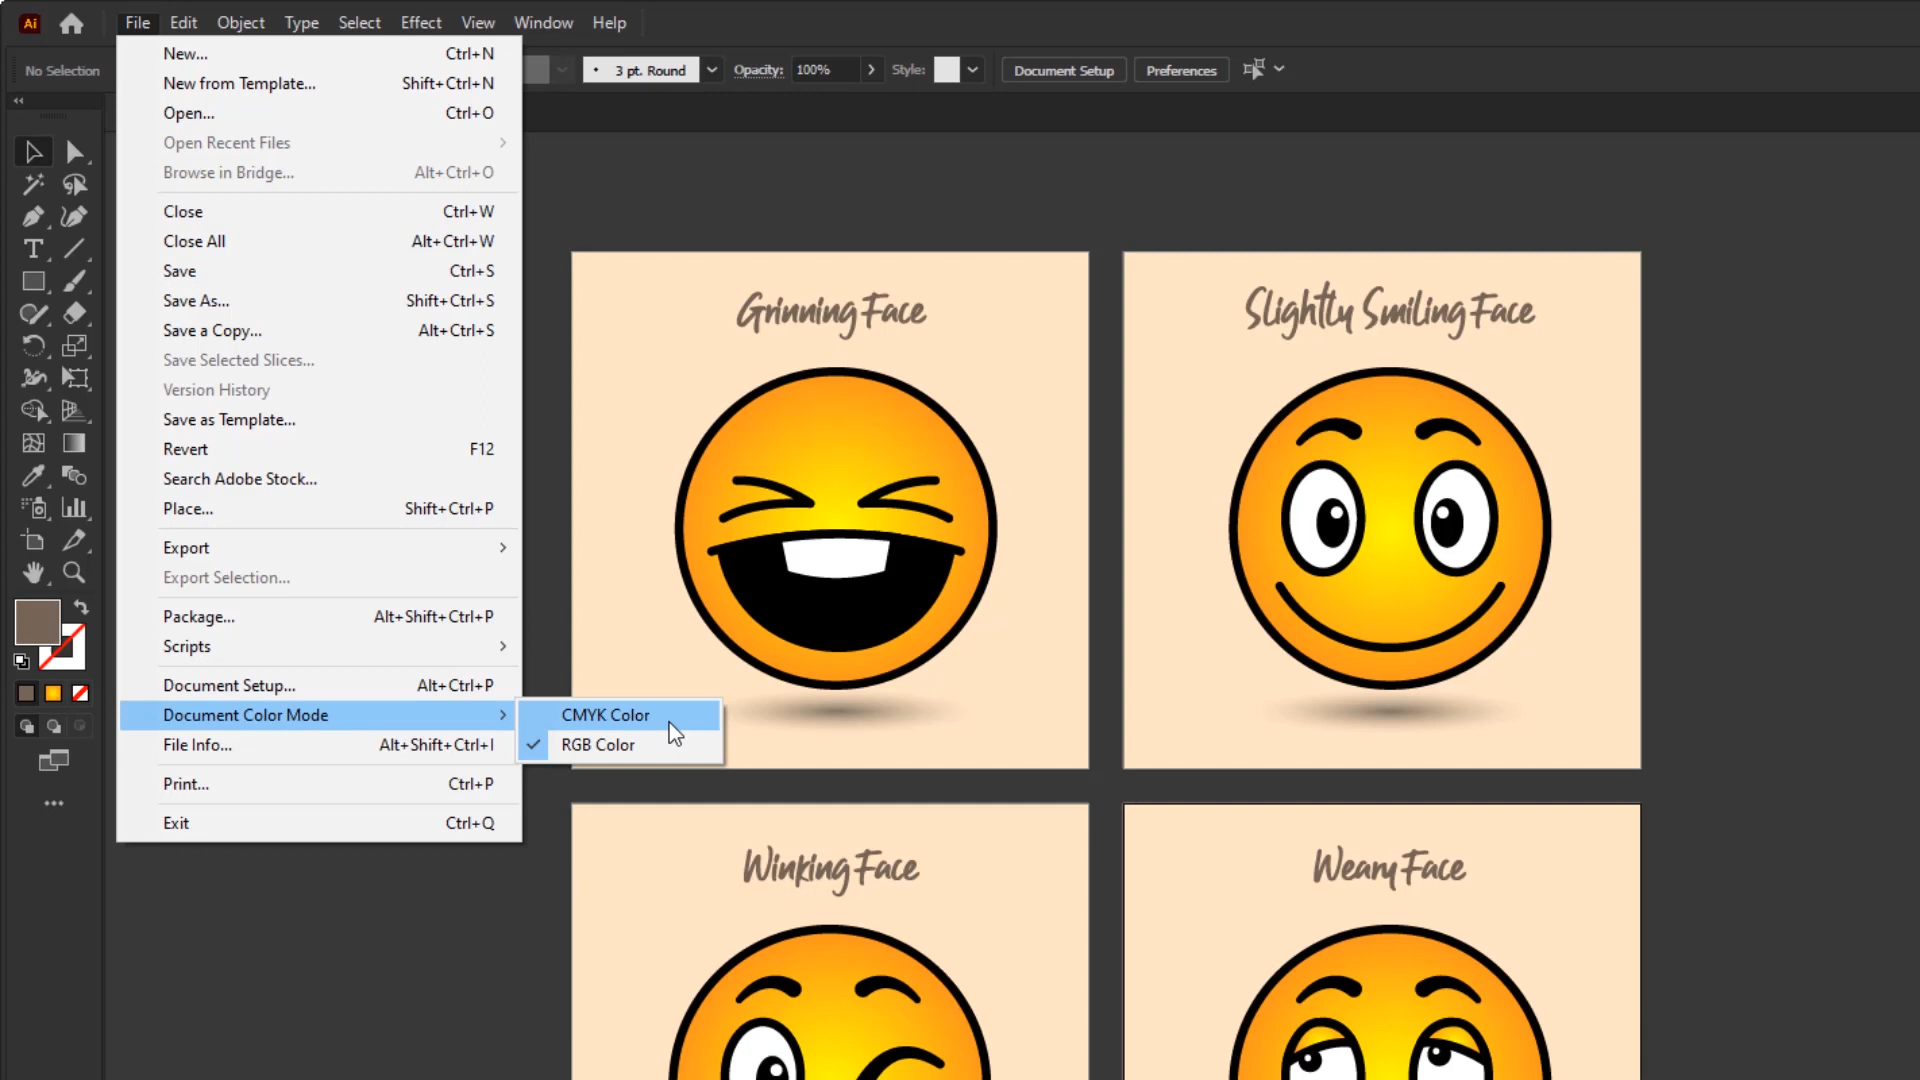 Ai File Edit Object Type Select Effect View Window Help
No Selection 3 pt. Round Opacity: 100% Style: Document Setup Preferences
New... Ctrl+N
New from Template... Shift+Ctrl+N
Open... Ctrl+O
Open Recent Files
Browse in Bridge... Alt+Ctrl+O
Close Ctrl+W
Close All Alt+Ctrl+W
Save Ctrl+S
Save As... Shift+Ctrl+S
Save a Copy... Alt+Ctrl+S
Save Selected Slices...
Version History
Save as Template...
Revert F12
Search Adobe Stock...
Place... Shift+Ctrl+P
Export
Export Selection...
Package... Alt+Shift+Ctrl+P
Scripts
Document Setup... Alt+Ctrl+P
Document Color Mode
File Info... Alt+Shift+Ctrl+I
Print... Ctrl+P
Exit Ctrl+Q
CMYK Color
RGB Color
Grinning Face
Slightly Smiling Face
Winking Face
Weary Face